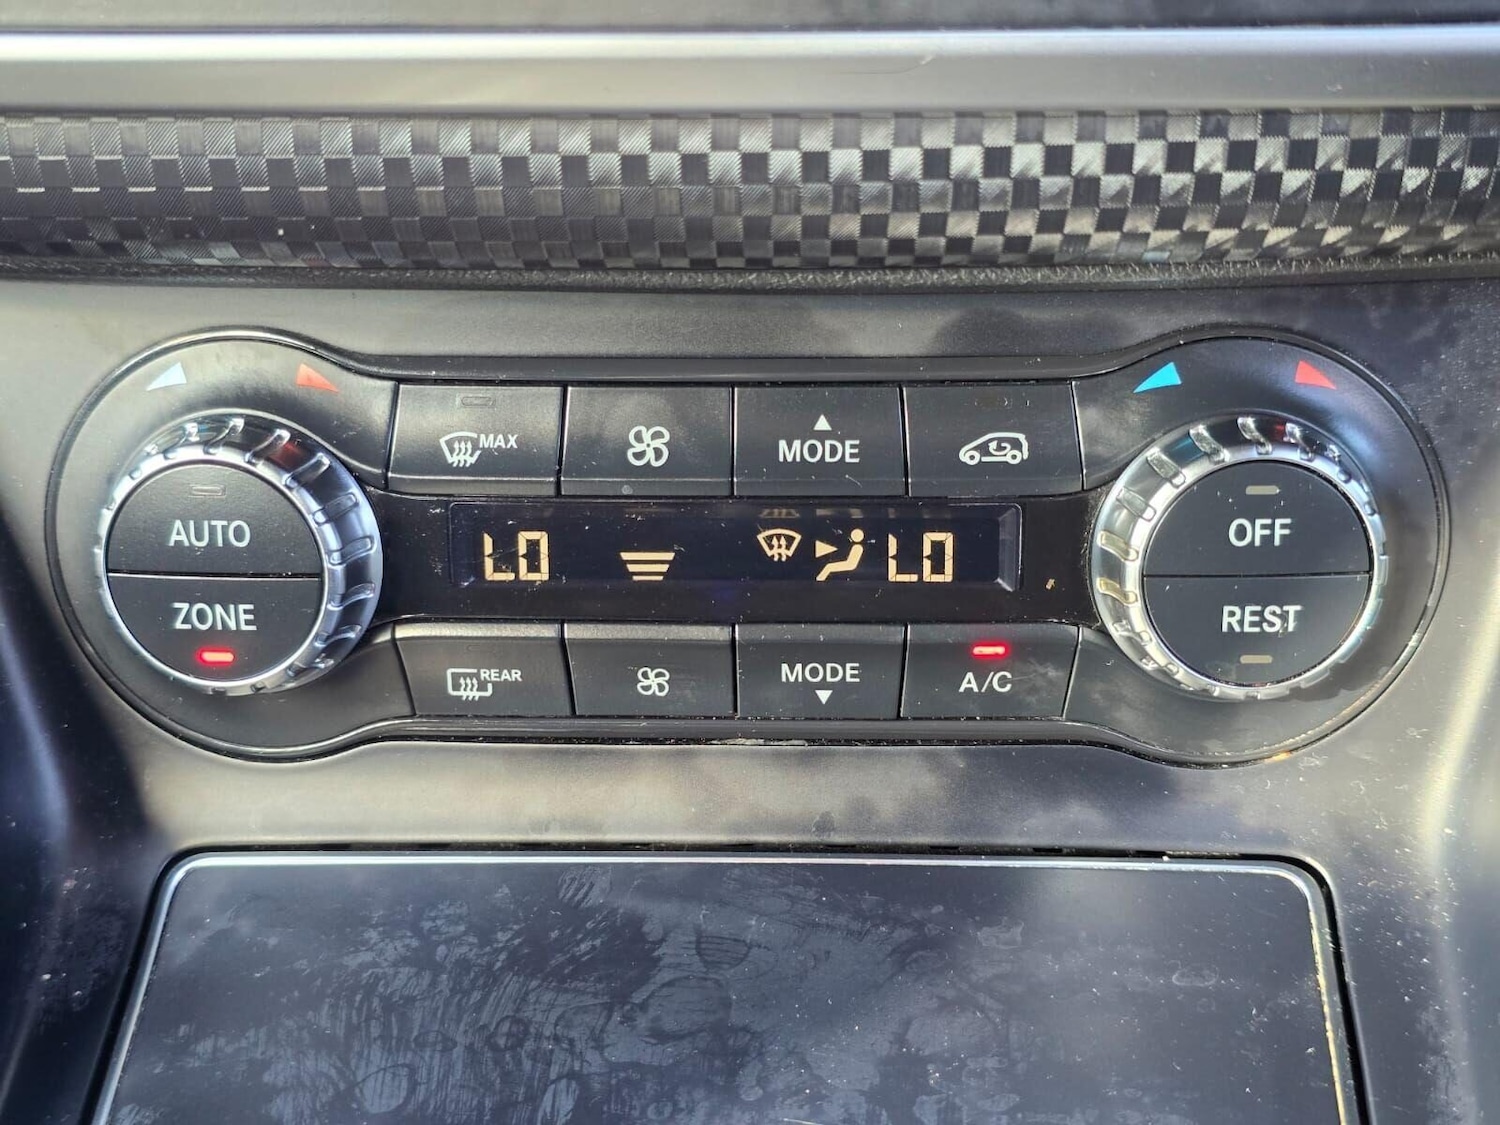 MAX
MODE
AUTO
ZONE
LO
LO
OFF
REST
REAR
MODE
A/C